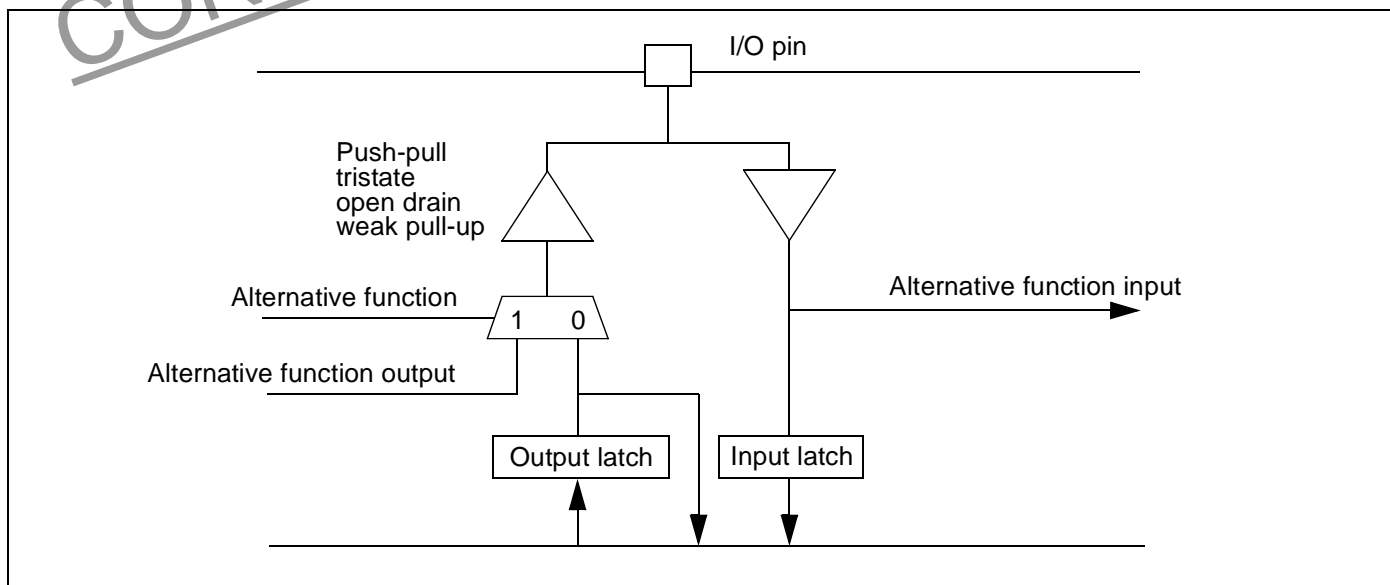 I/O pin
Push-pull
tristate
open drain
weak pull-up
Alternative function
1 0
Alternative function input
Alternative function output
Output latch
Input latch